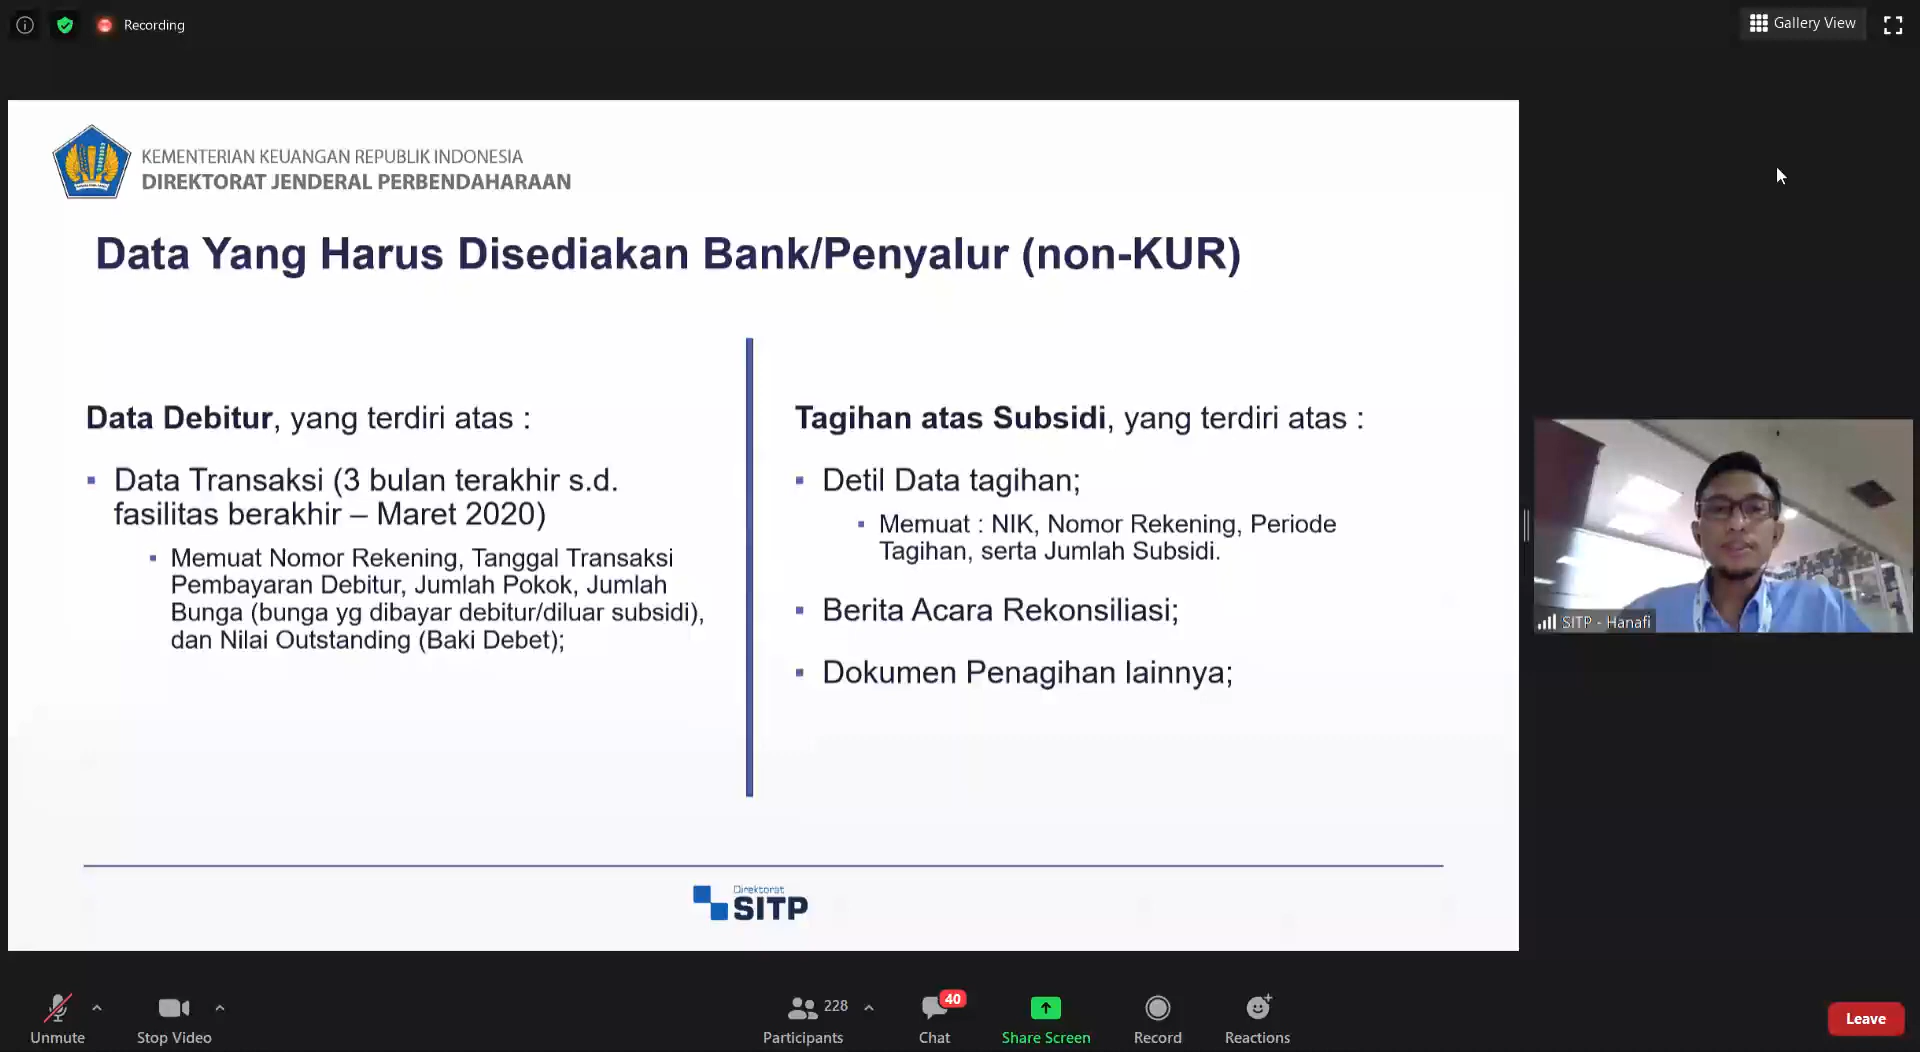 Recording
Gallery View
KEMENTERIAN KEUANGAN REPUBLIK INDONESIA
DIREKTORAT JENDERAL PERBENDAHARAAN
Data Yang Harus Disediakan Bank/Penyalur (non-KUR)
Data Debitur, yang terdiri atas :
Data Transaksi (3 bulan terakhir s.d.
fasilitas berakhir – Maret 2020)
Memuat Nomor Rekening, Tanggal Transaksi
Pembayaran Debitur, Jumlah Pokok, Jumlah
Bunga (bunga yg dibayar debitur/diluar subsidi),
dan Nilai Outstanding (Baki Debet);
Tagihan atas Subsidi, yang terdiri atas :
Detil Data tagihan;
Memuat : NIK, Nomor Rekening, Periode
Tagihan, serta Jumlah Subsidi.
Berita Acara Rekonsiliasi;
Dokumen Penagihan lainnya;
Direktorat
SITP
SITP - Hanafi
Unmute
Stop Video
228
Participants
40
Chat
Share Screen
Record
Reactions
Leave